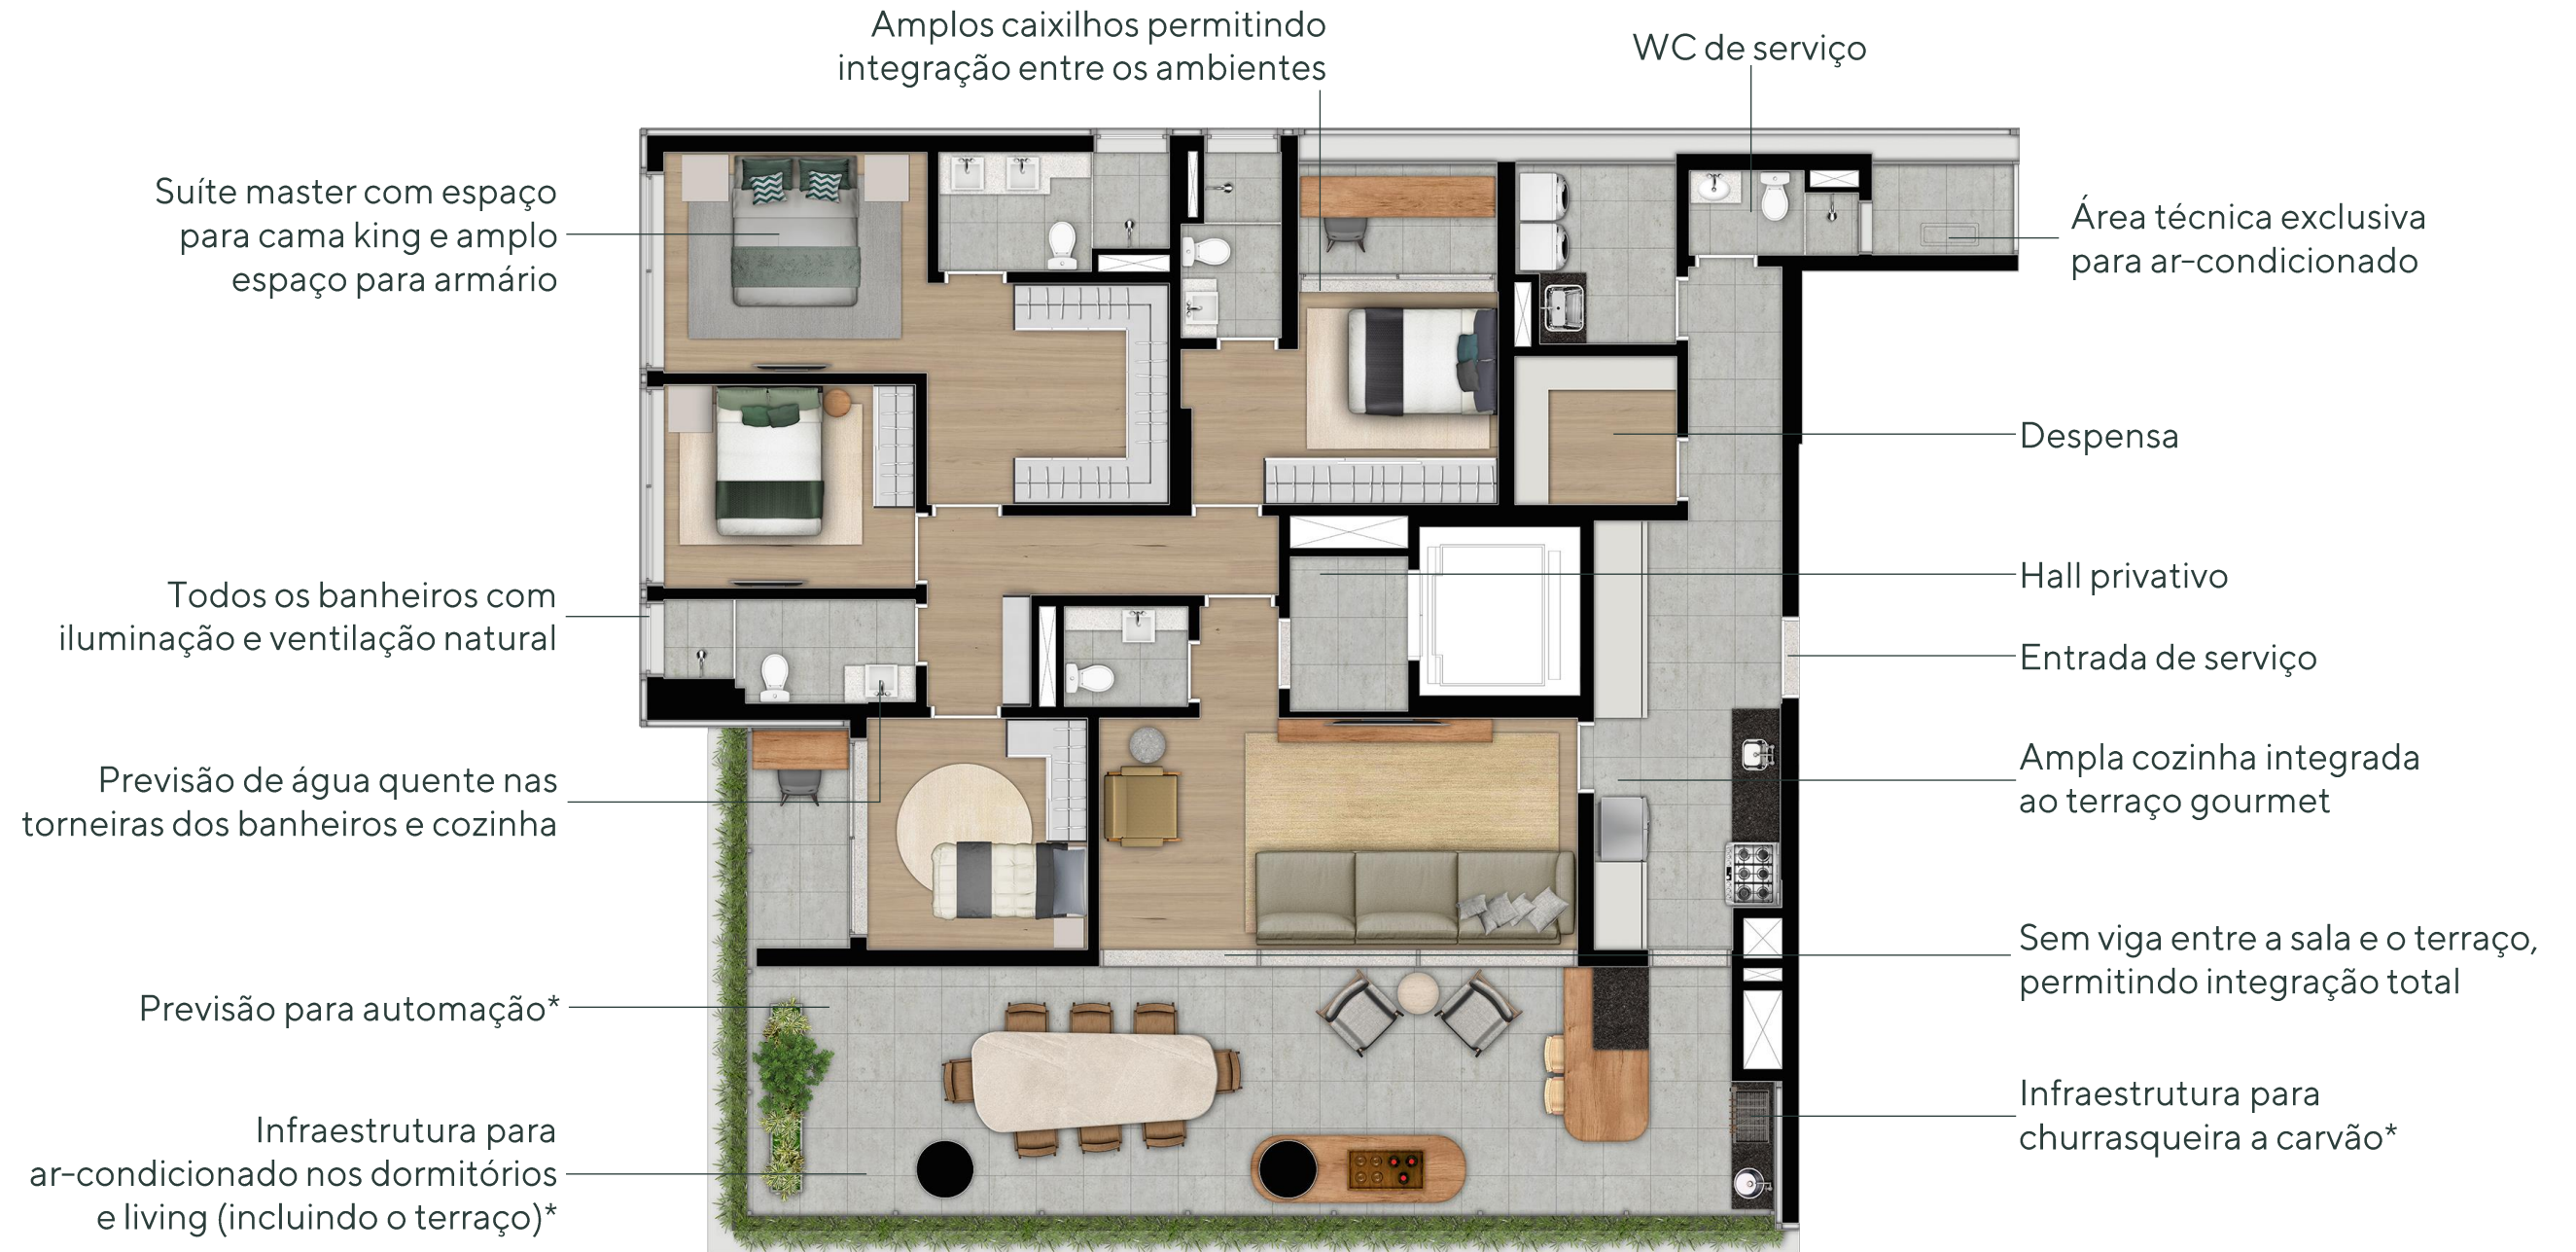 Amplos caixilhos permitindo
integração entre os ambientes
WC de serviço
Suíte master com espaço
para cama king e amplo
espaço para armário
Área técnica exclusiva
para ar-condicionado
Despensa
Todos os banheiros com
iluminação e ventilação natural
Hall privativo
Entrada de serviço
Previsão de água quente nas
torneiras dos banheiros e cozinha
Ampla cozinha integrada
ao terraço gourmet
Sem viga entre a sala e o terraço,
permitindo integração total
Previsão para automação*
Infraestrutura para
ar-condicionado nos dormitórios
e living (incluindo o terraço)*
Infraestrutura para
churrasqueira a carvão*